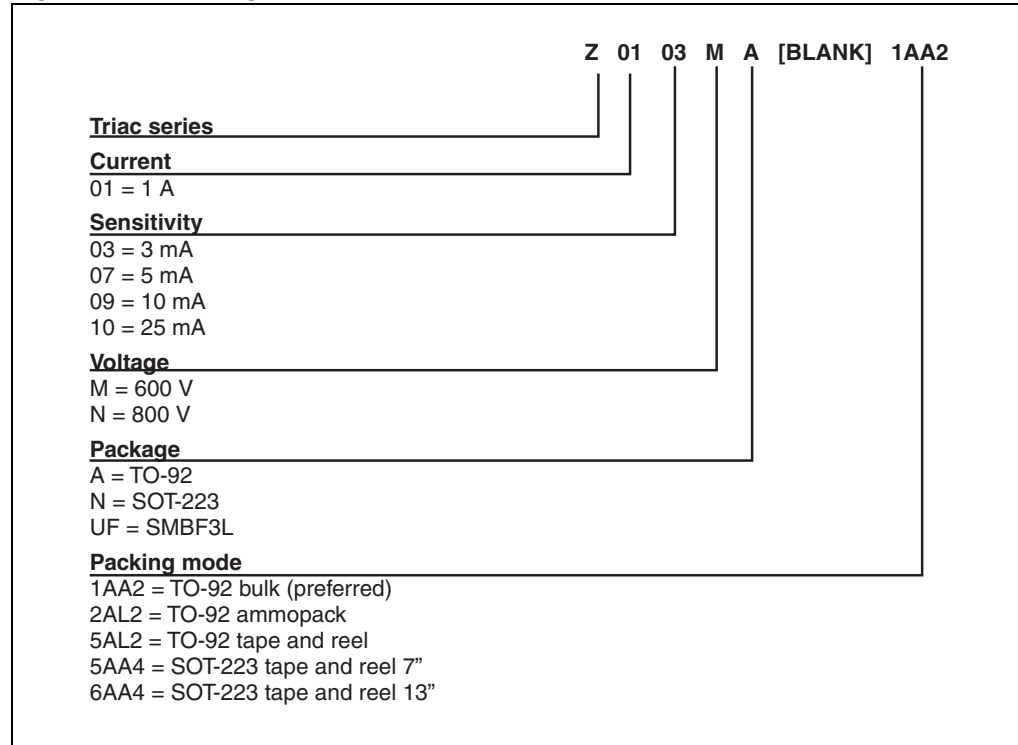 Z 01 03 M A [BLANK] 1AA2
Triac series
Current
01 = 1 A
Sensitivity
03 = 3 mA
07 = 5 mA
09 = 10 mA
10 = 25 mA
Voltage
M = 600 V
N = 800 V
Package
A = TO-92
N = SOT-223
UF = SMBF3L
Packing mode
1AA2 = TO-92 bulk (preferred)
2AL2 = TO-92 ammopack
5AL2 = TO-92 tape and reel
5AA4 = SOT-223 tape and reel 7”
6AA4 = SOT-223 tape and reel 13”